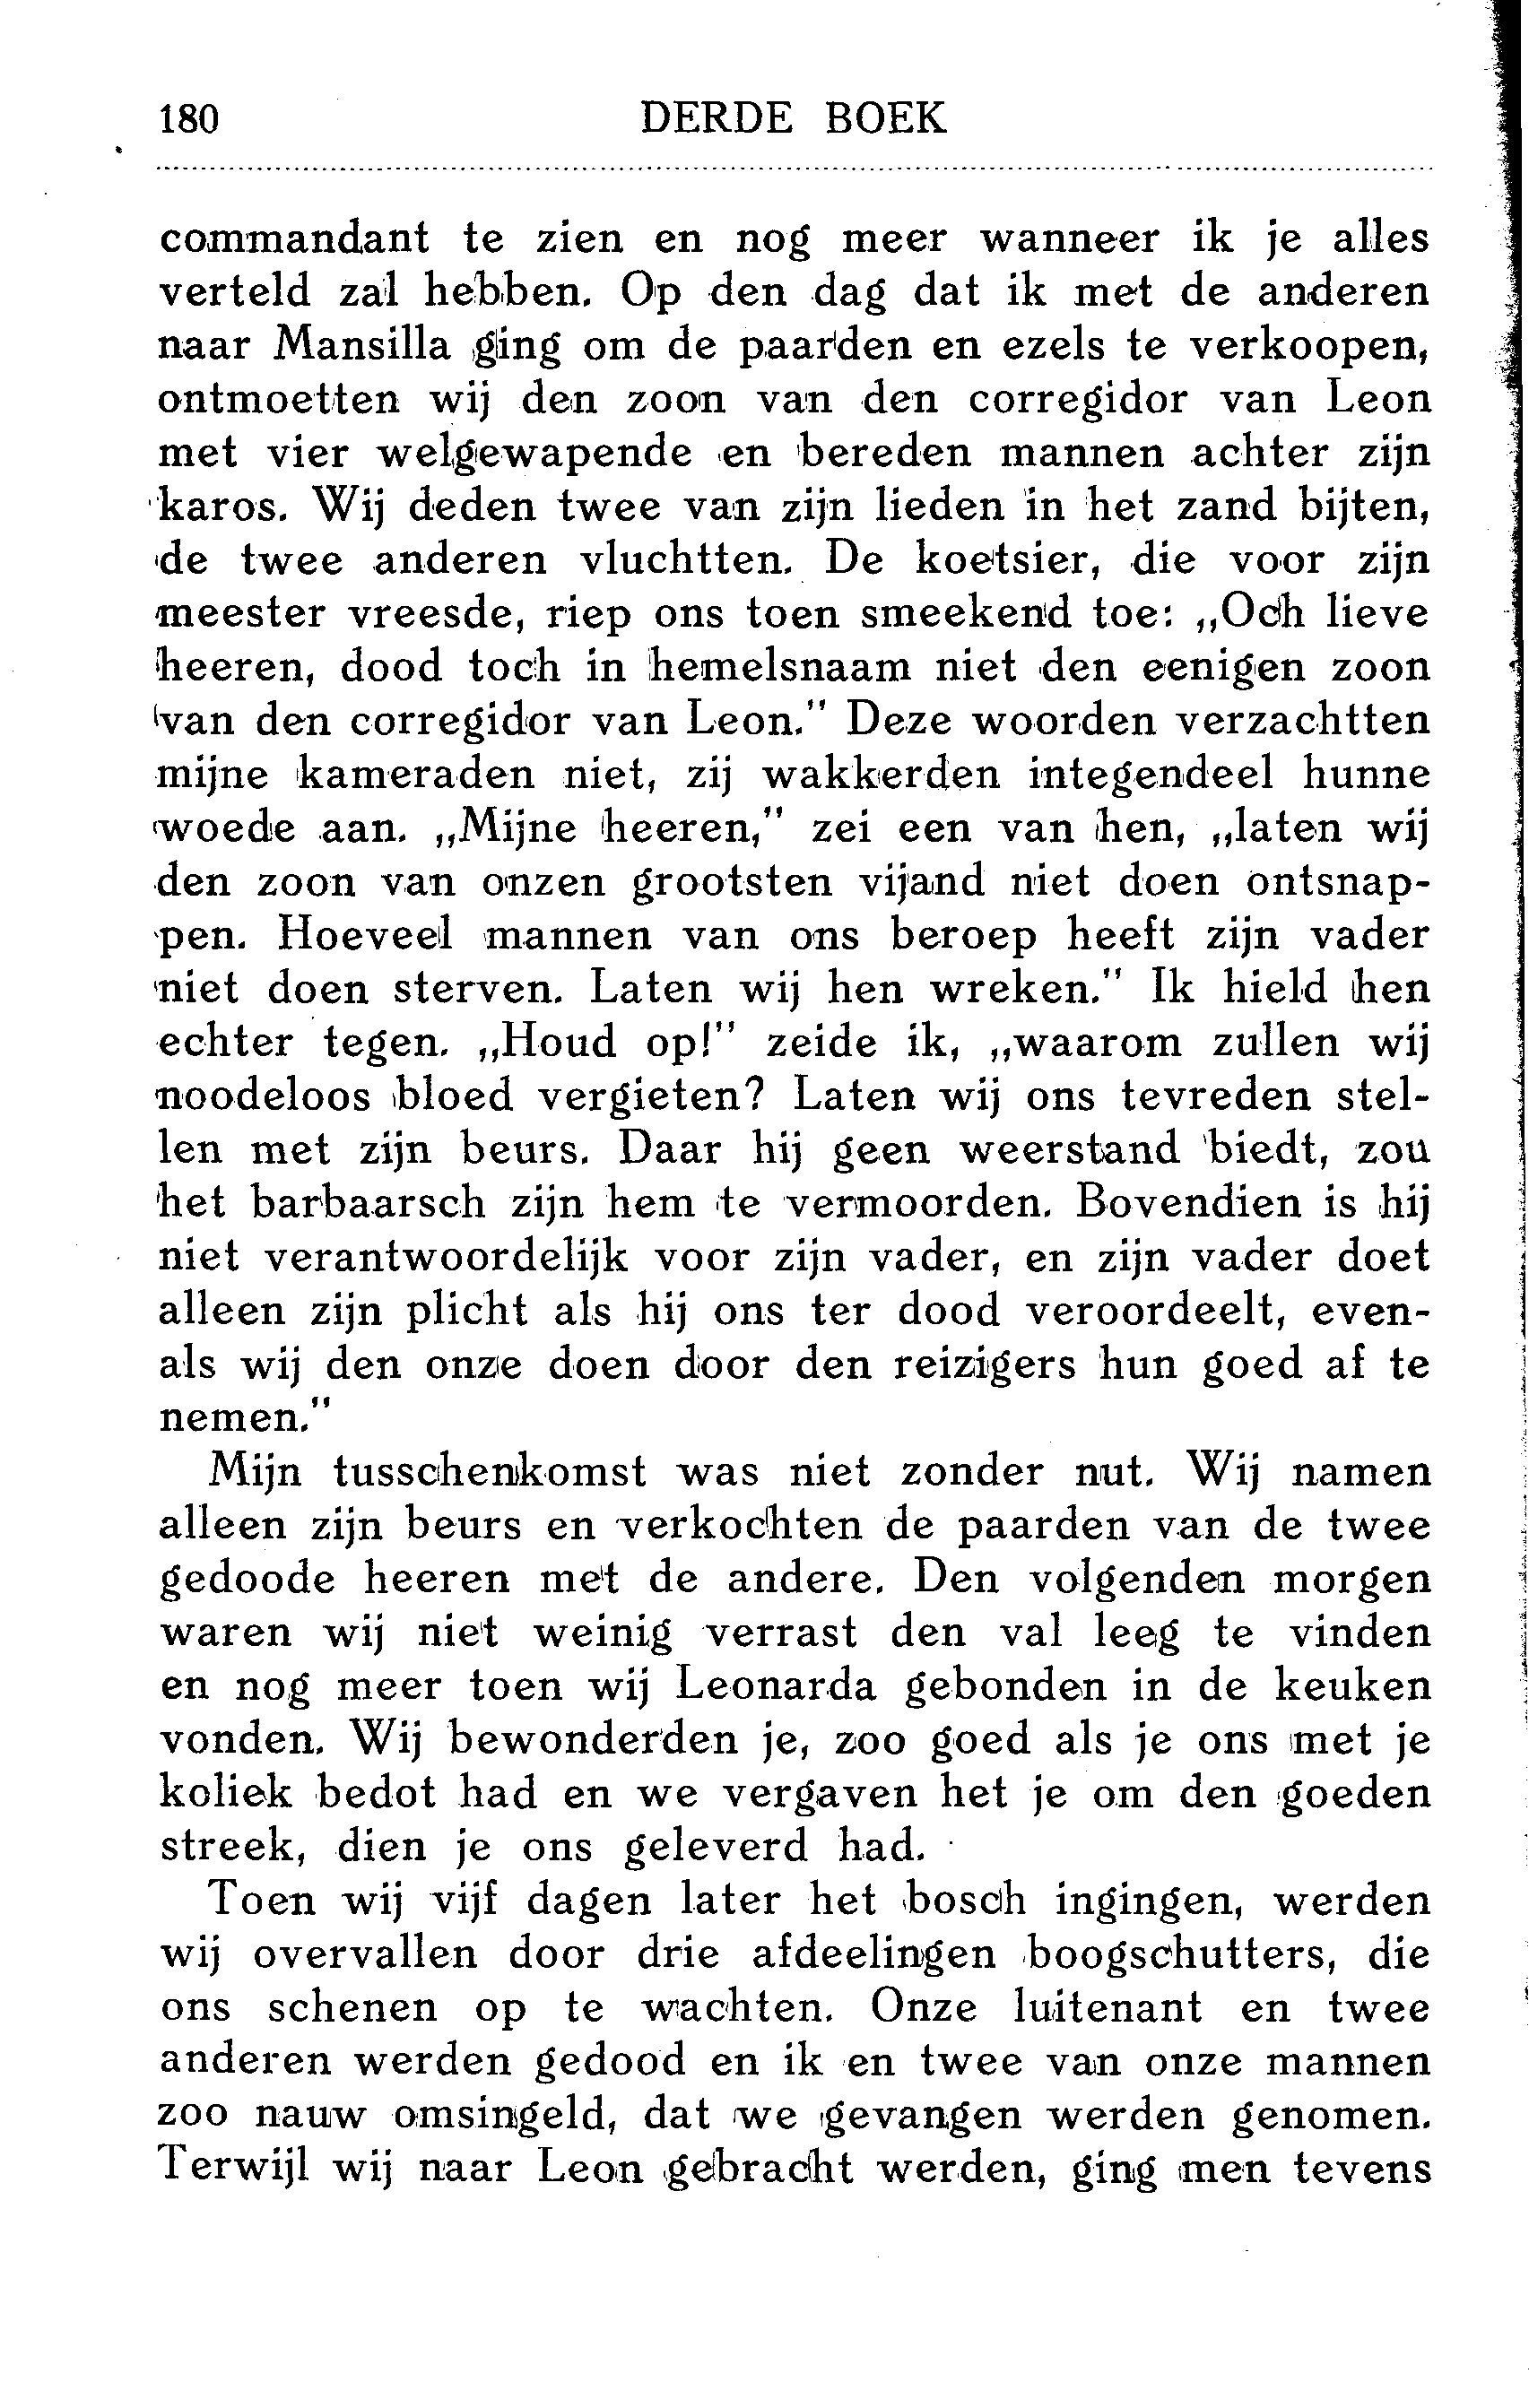 180 DERDE BOEK
commandant te zien en nog meer wanneer ik je alles
verteld zal hebben. Op den dag dat ik met de anderen
naar Mansilla ging om de paarden en ezels te verkoopen,
ontmoetten wij den zoon van den corregidor van Leon
met vier welgewapende en bereden mannen achter zijn
karos. Wij deden twee van zijn lieden in het zand bijten,
de twee anderen vluchtten. De koetsier, die voor zijn
meester vreesde, riep ons toen smeekend toe: „Och lieve
heeren, dood toch in hemelsnaam niet den eenigen zoon
van den corregidor van Leon." Deze woorden verzachtten
mijne kameraden niet, zij wakkerden integendeel hunne
woede aan. „Mijne heeren," zei een van hen, „laten wij
den zoon van onzen grootsten vijand niet doen ontsnap-
pen. Hoeveel mannen van ons beroep heeft zijn vader
niet doen sterven. Laten wij hen wreken." Ik hield hen
echter tegen. „Houd op!" zeide ik, „waarom zullen wij
noodeloos bloed vergieten? Laten wij ons tevreden stel-
len met zijn beurs. Daar hij geen weerstand biedt, zou
het barbaarsch zijn hem te vermoorden. Bovendien is hij
niet verantwoordelijk voor zijn vader, en zijn vader doet
alleen zijn plicht als hij ons ter dood veroordeelt, even-
als wij den onze doen door den reizigers hun goed af te
nemen."
Mijn tusschenkomst was niet zonder nut. Wij namen
alleen zijn beurs en verkochten de paarden van de twee
gedoode heeren met de andere. Den volgenden morgen
waren wij niet weinig verrast den val leeg te vinden
en nog meer toen wij Leonarda gebonden in de keuken
vonden. Wij bewonderden je, zoo goed als je ons met je
koliek bedot had en we vergaven het je om den goeden
streek, dien je ons geleverd had.
Toen wij vijf dagen later het bosch ingingen, werden
wij overvallen door drie afdeelingen boogschutters, die
ons schenen op te wachten. Onze luitenant en twee
anderen werden gedood en ik en twee van onze mannen
zoo nauw omsingeld, dat we gevangen werden genomen.
Terwijl wij naar Leon gebracht werden, ging men tevens